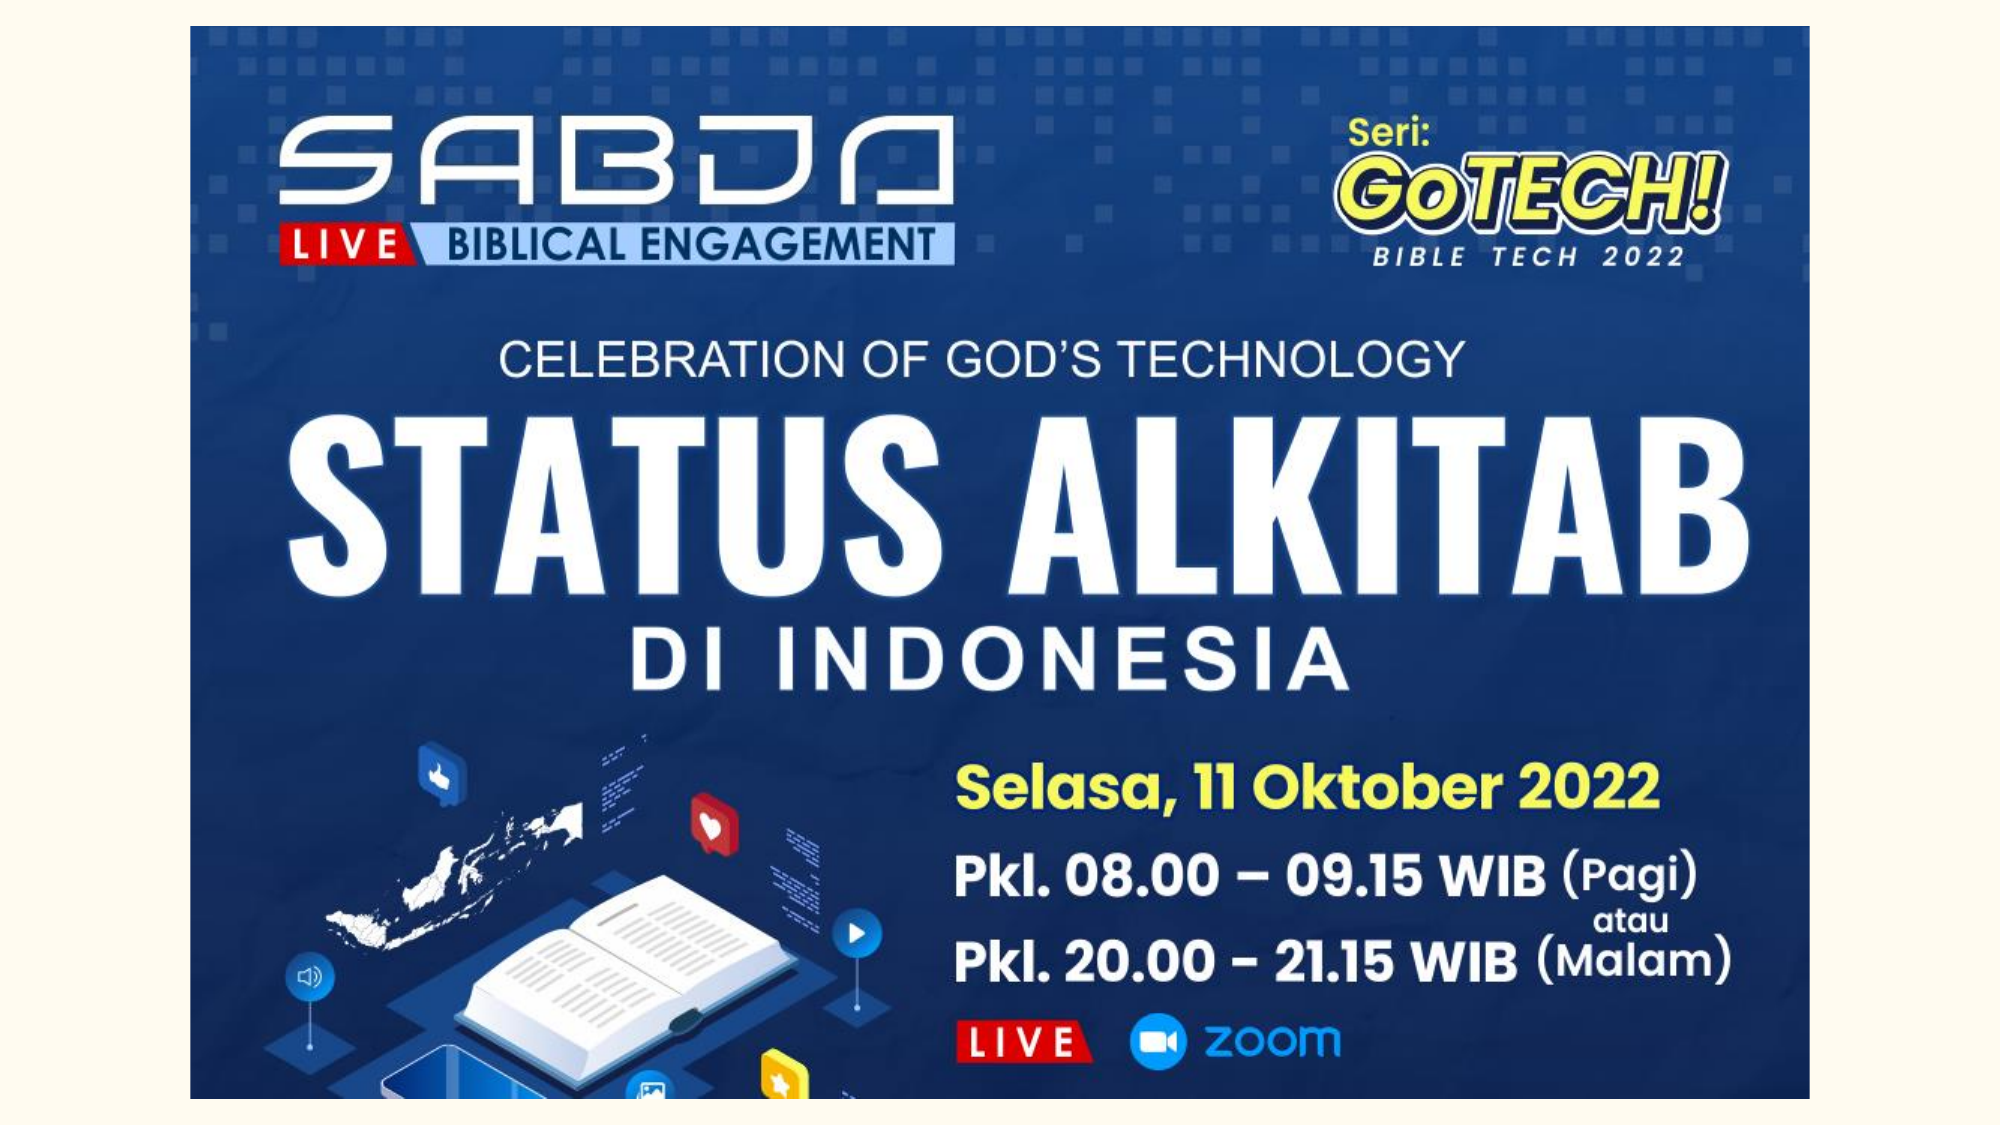 SABDA
LIVE BIBLICAL ENGAGEMENT
Seri:
GoTECH!
BIBLE TECH 2022
CELEBRATION OF GOD’S TECHNOLOGY
STATUS ALKITAB
DI INDONESIA
Selasa, 11 Oktober 2022
Pkl. 08.00 – 09.15 WIB (Pagi)
atau
Pkl. 20.00 - 21.15 WIB (Malam)
LIVE zoom